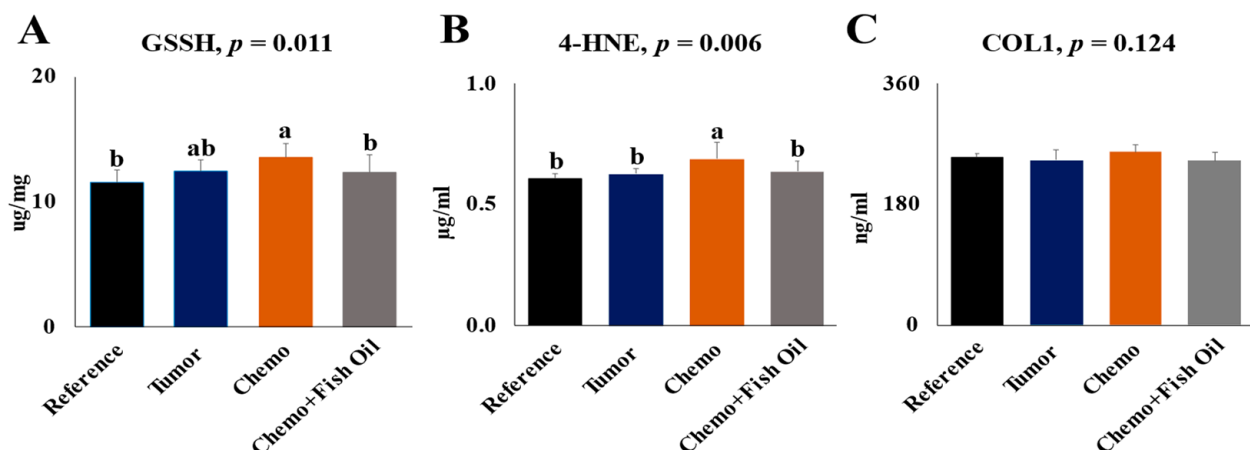 A
GSSH, p = 0.011
20
10
0
ug/mg
b
ab
a
b
Reference
Tumor
Chemo
Chemo+Fish Oil
B
4-HNE, p = 0.006
1.0
0.5
0.0
µg/ml
b
b
a
b
Reference
Tumor
Chemo
Chemo+Fish Oil
C
COL1, p = 0.124
360
180
0
ng/ml
Reference
Tumor
Chemo
Chemo+Fish Oil